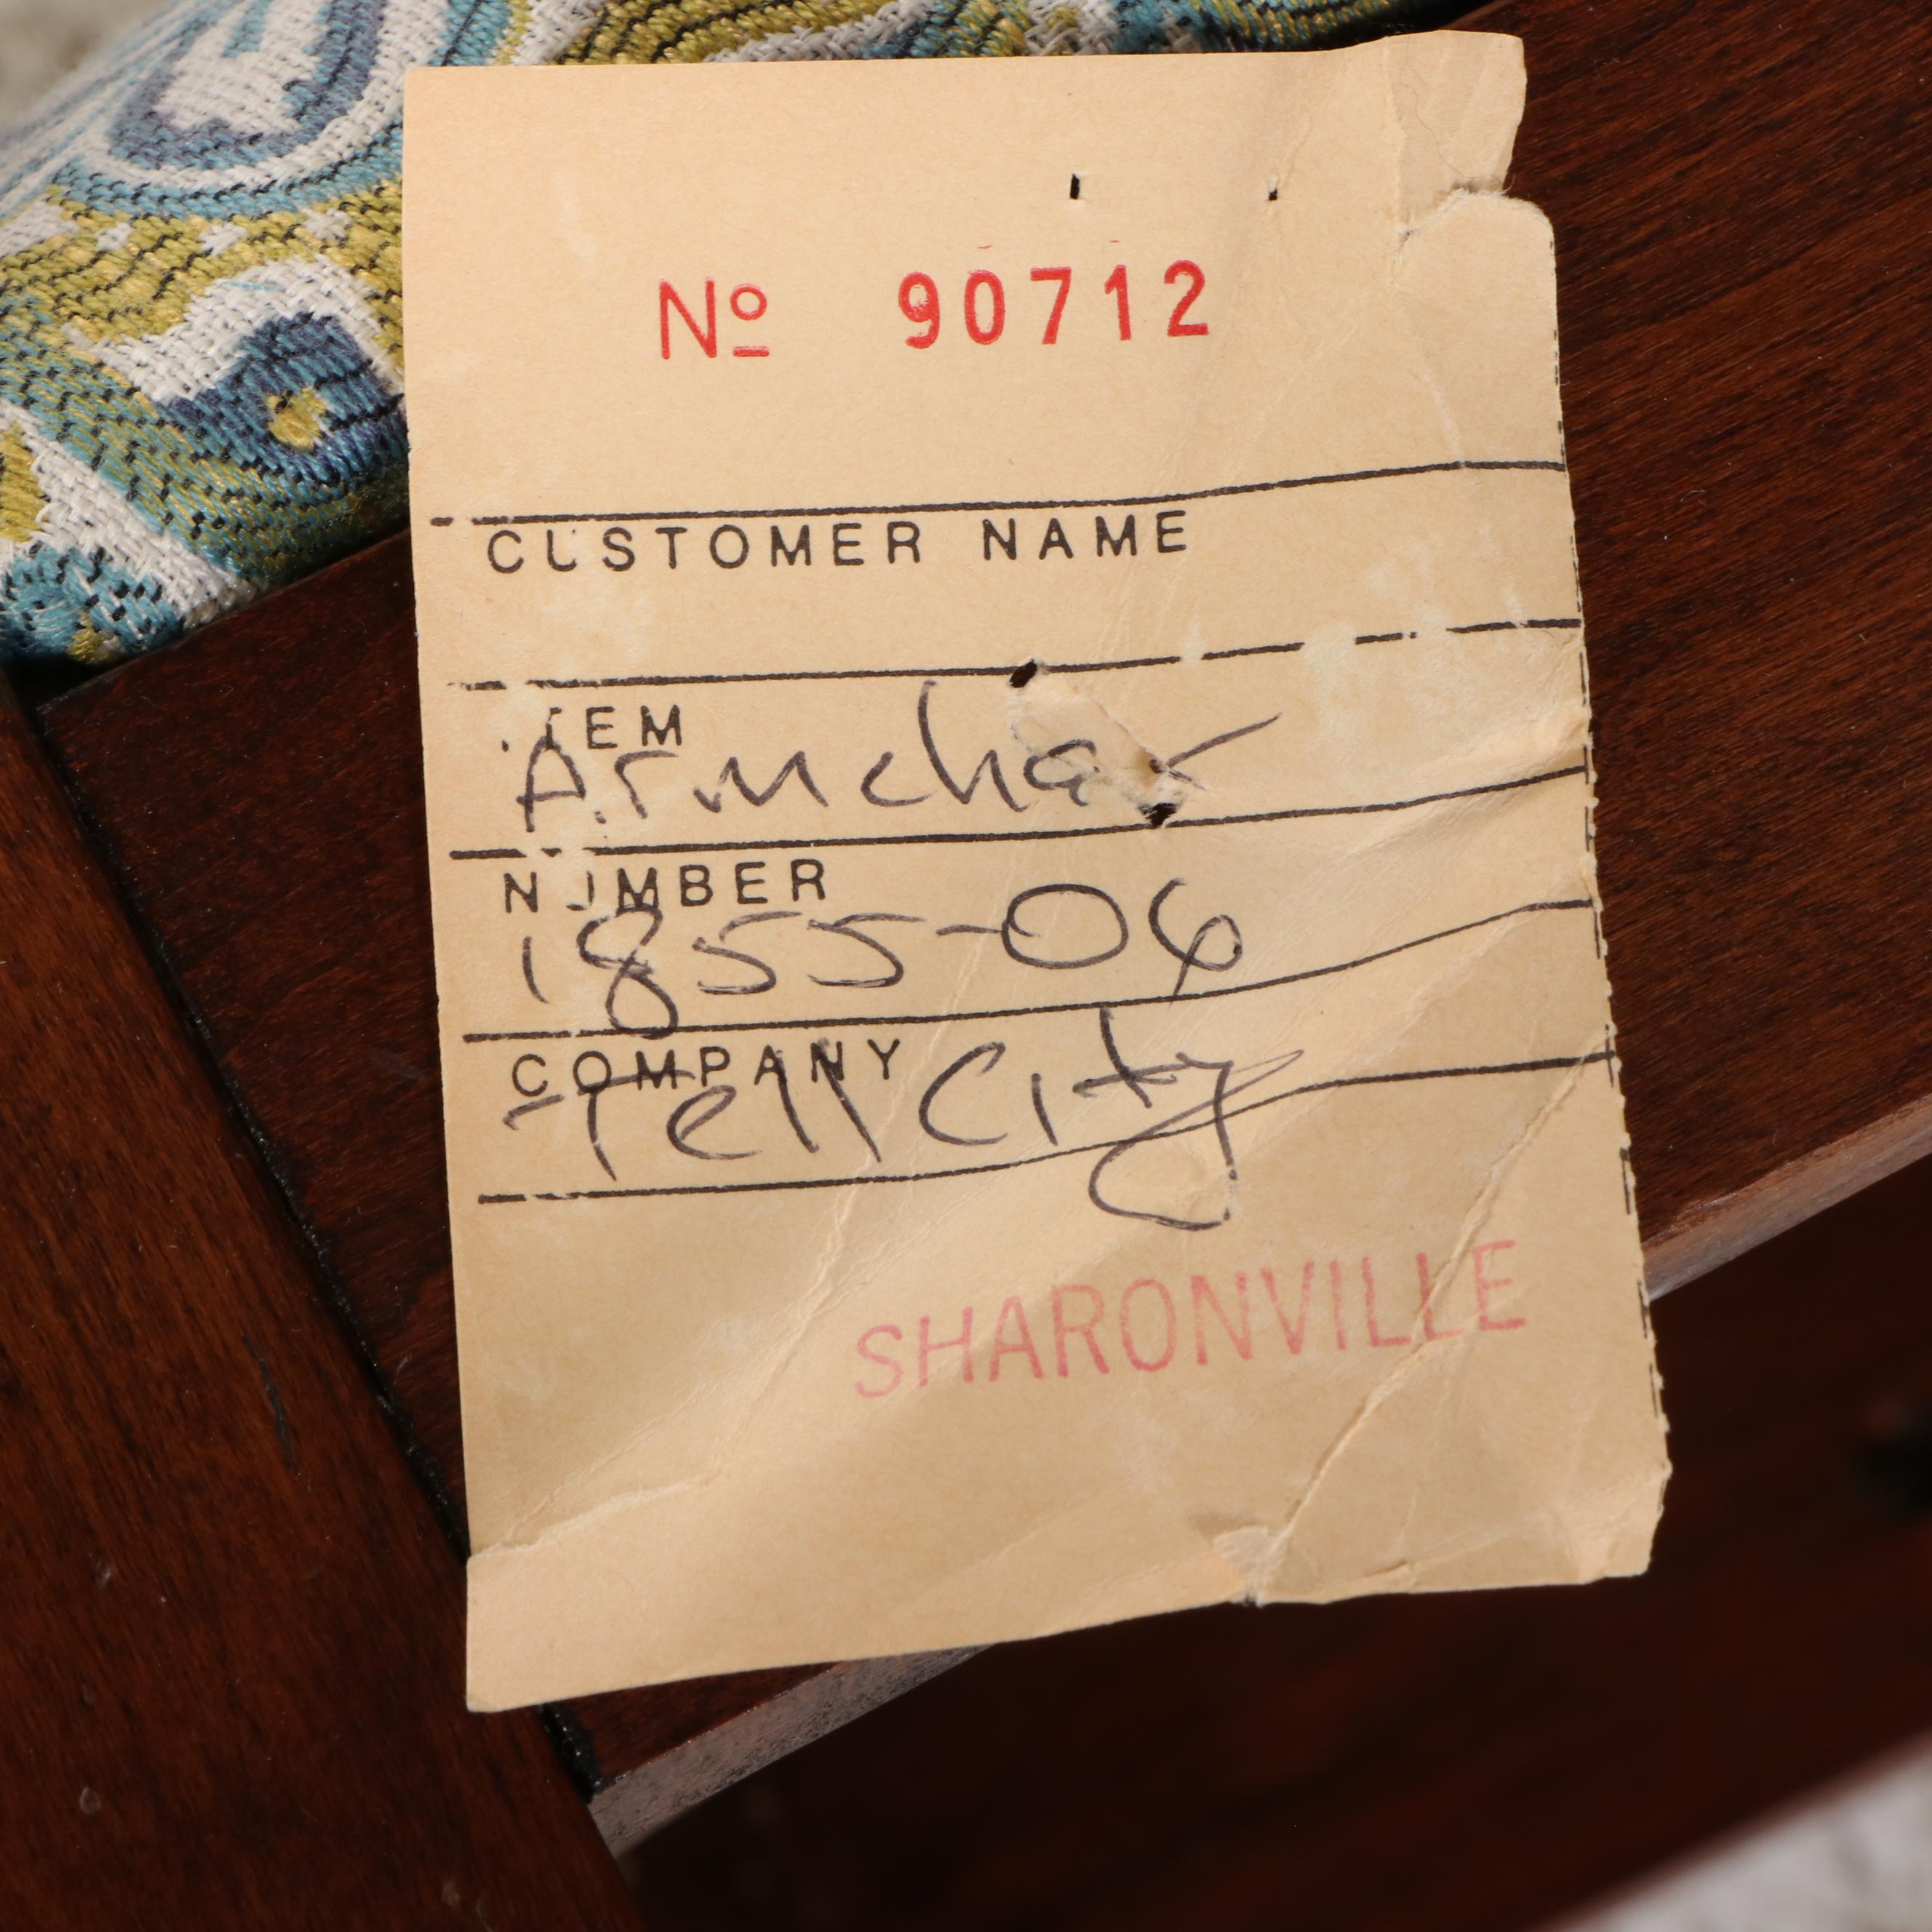 Nº 90712
CUSTOMER NAME
ITEM
Armchair
NUMBER
1855-06
COMPANY
Tell City
SHARONVILLE